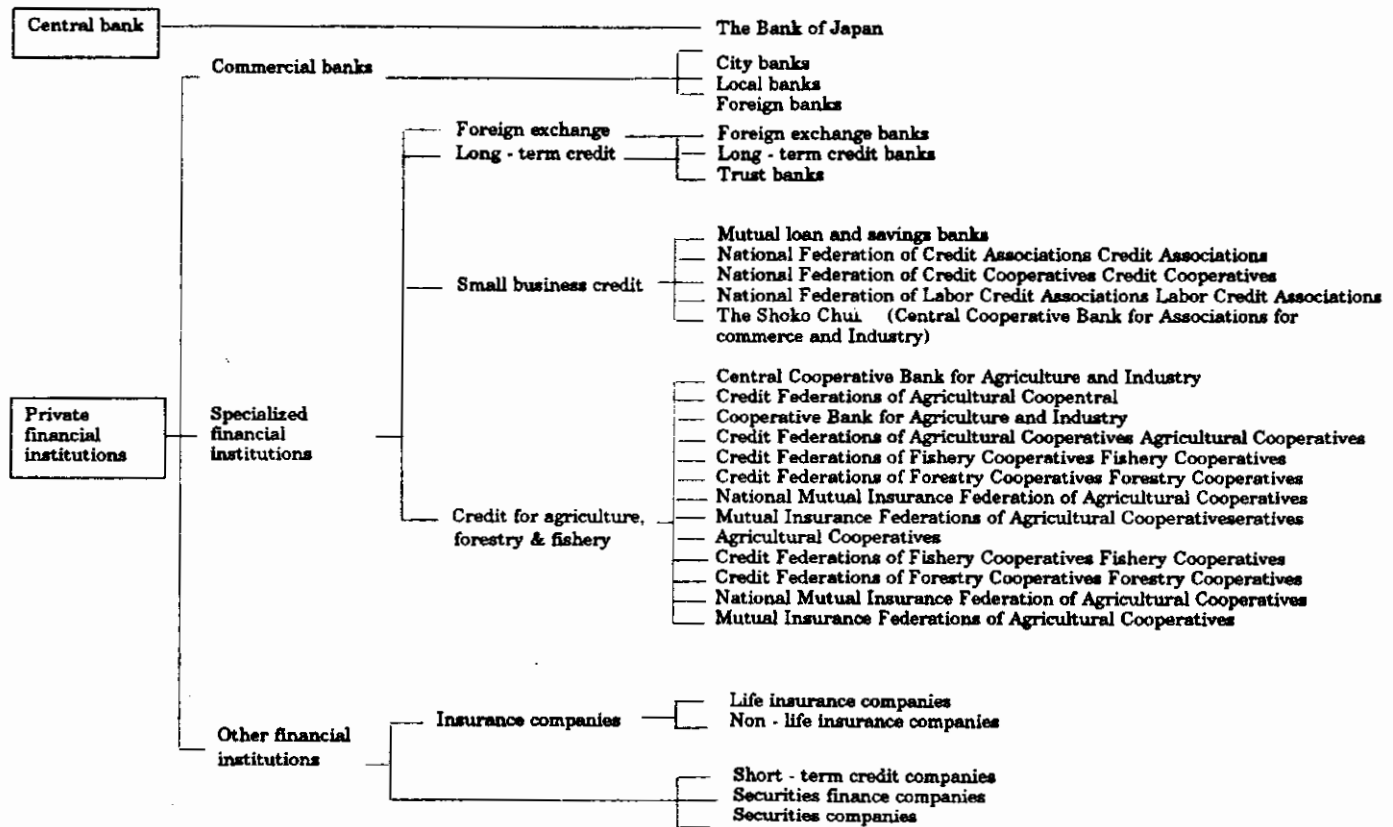 Central bank
The Bank of Japan
Commercial banks
City banks
Local banks
Foreign banks
Foreign exchange
Foreign exchange banks
Long - term credit
Long - term credit banks
Trust banks
Small business credit
Mutual loan and savings banks
National Federation of Credit Associations Credit Associations
National Federation of Credit Cooperatives Credit Cooperatives
National Federation of Labor Credit Associations Labor Credit Associations
The Shoko (Central Cooperative Bank for Associations for
commerce and Industry)
Private
financial
institutions
Specialized
financial
institutions
Credit for agriculture,
forestry & fishery
Central Cooperative Bank for Agriculture and Industry
Credit Federations of Agricultural Coopentral
Cooperative Bank for Agriculture and Industry
Credit Federations of Agricultural Cooperatives Agricultural Cooperatives
Credit Federations of Fishery Cooperatives Fishery Cooperatives
Credit Federations of Forestry Cooperatives Forestry Cooperatives
National Mutual Insurance Federation of Agricultural Cooperatives
Mutual Insurance Federations of Agricultural Cooperativeseratives
Agricultural Cooperatives
Credit Federations of Fishery Cooperatives Fishery Cooperatives
Credit Federations of Forestry Cooperatives Forestry Cooperatives
National Mutual Insurance Federation of Agricultural Cooperatives
Mutual Insurance Federations of Agricultural Cooperatives
Other financial
institutions
Insurance companies
Life insurance companies
Non - life insurance companies
Short - term credit companies
Securities finance companies
Securities companies